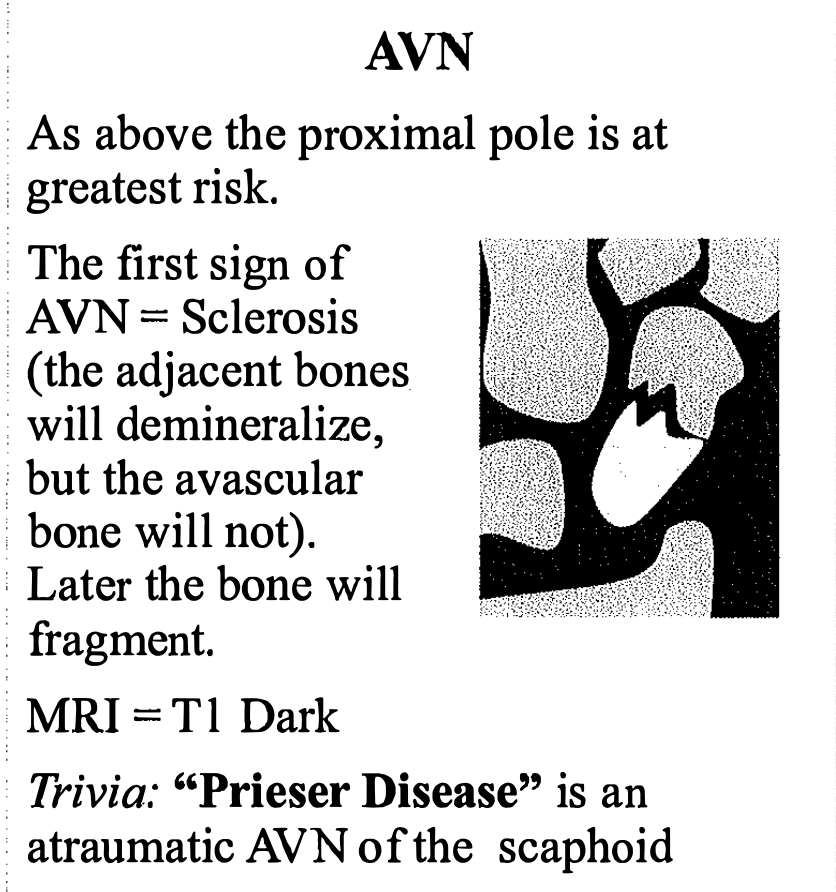 AVN
As above the proximal pole is at
greatest risk.
The first sign of
AVN = Sclerosis
(the adjacent bones
will demineralize,
but the avascular
bone will not).
Later the bone will
fragment.
MRI = T1 Dark
Trivia: “Prieser Disease” is an
atraumatic AVN of the scaphoid